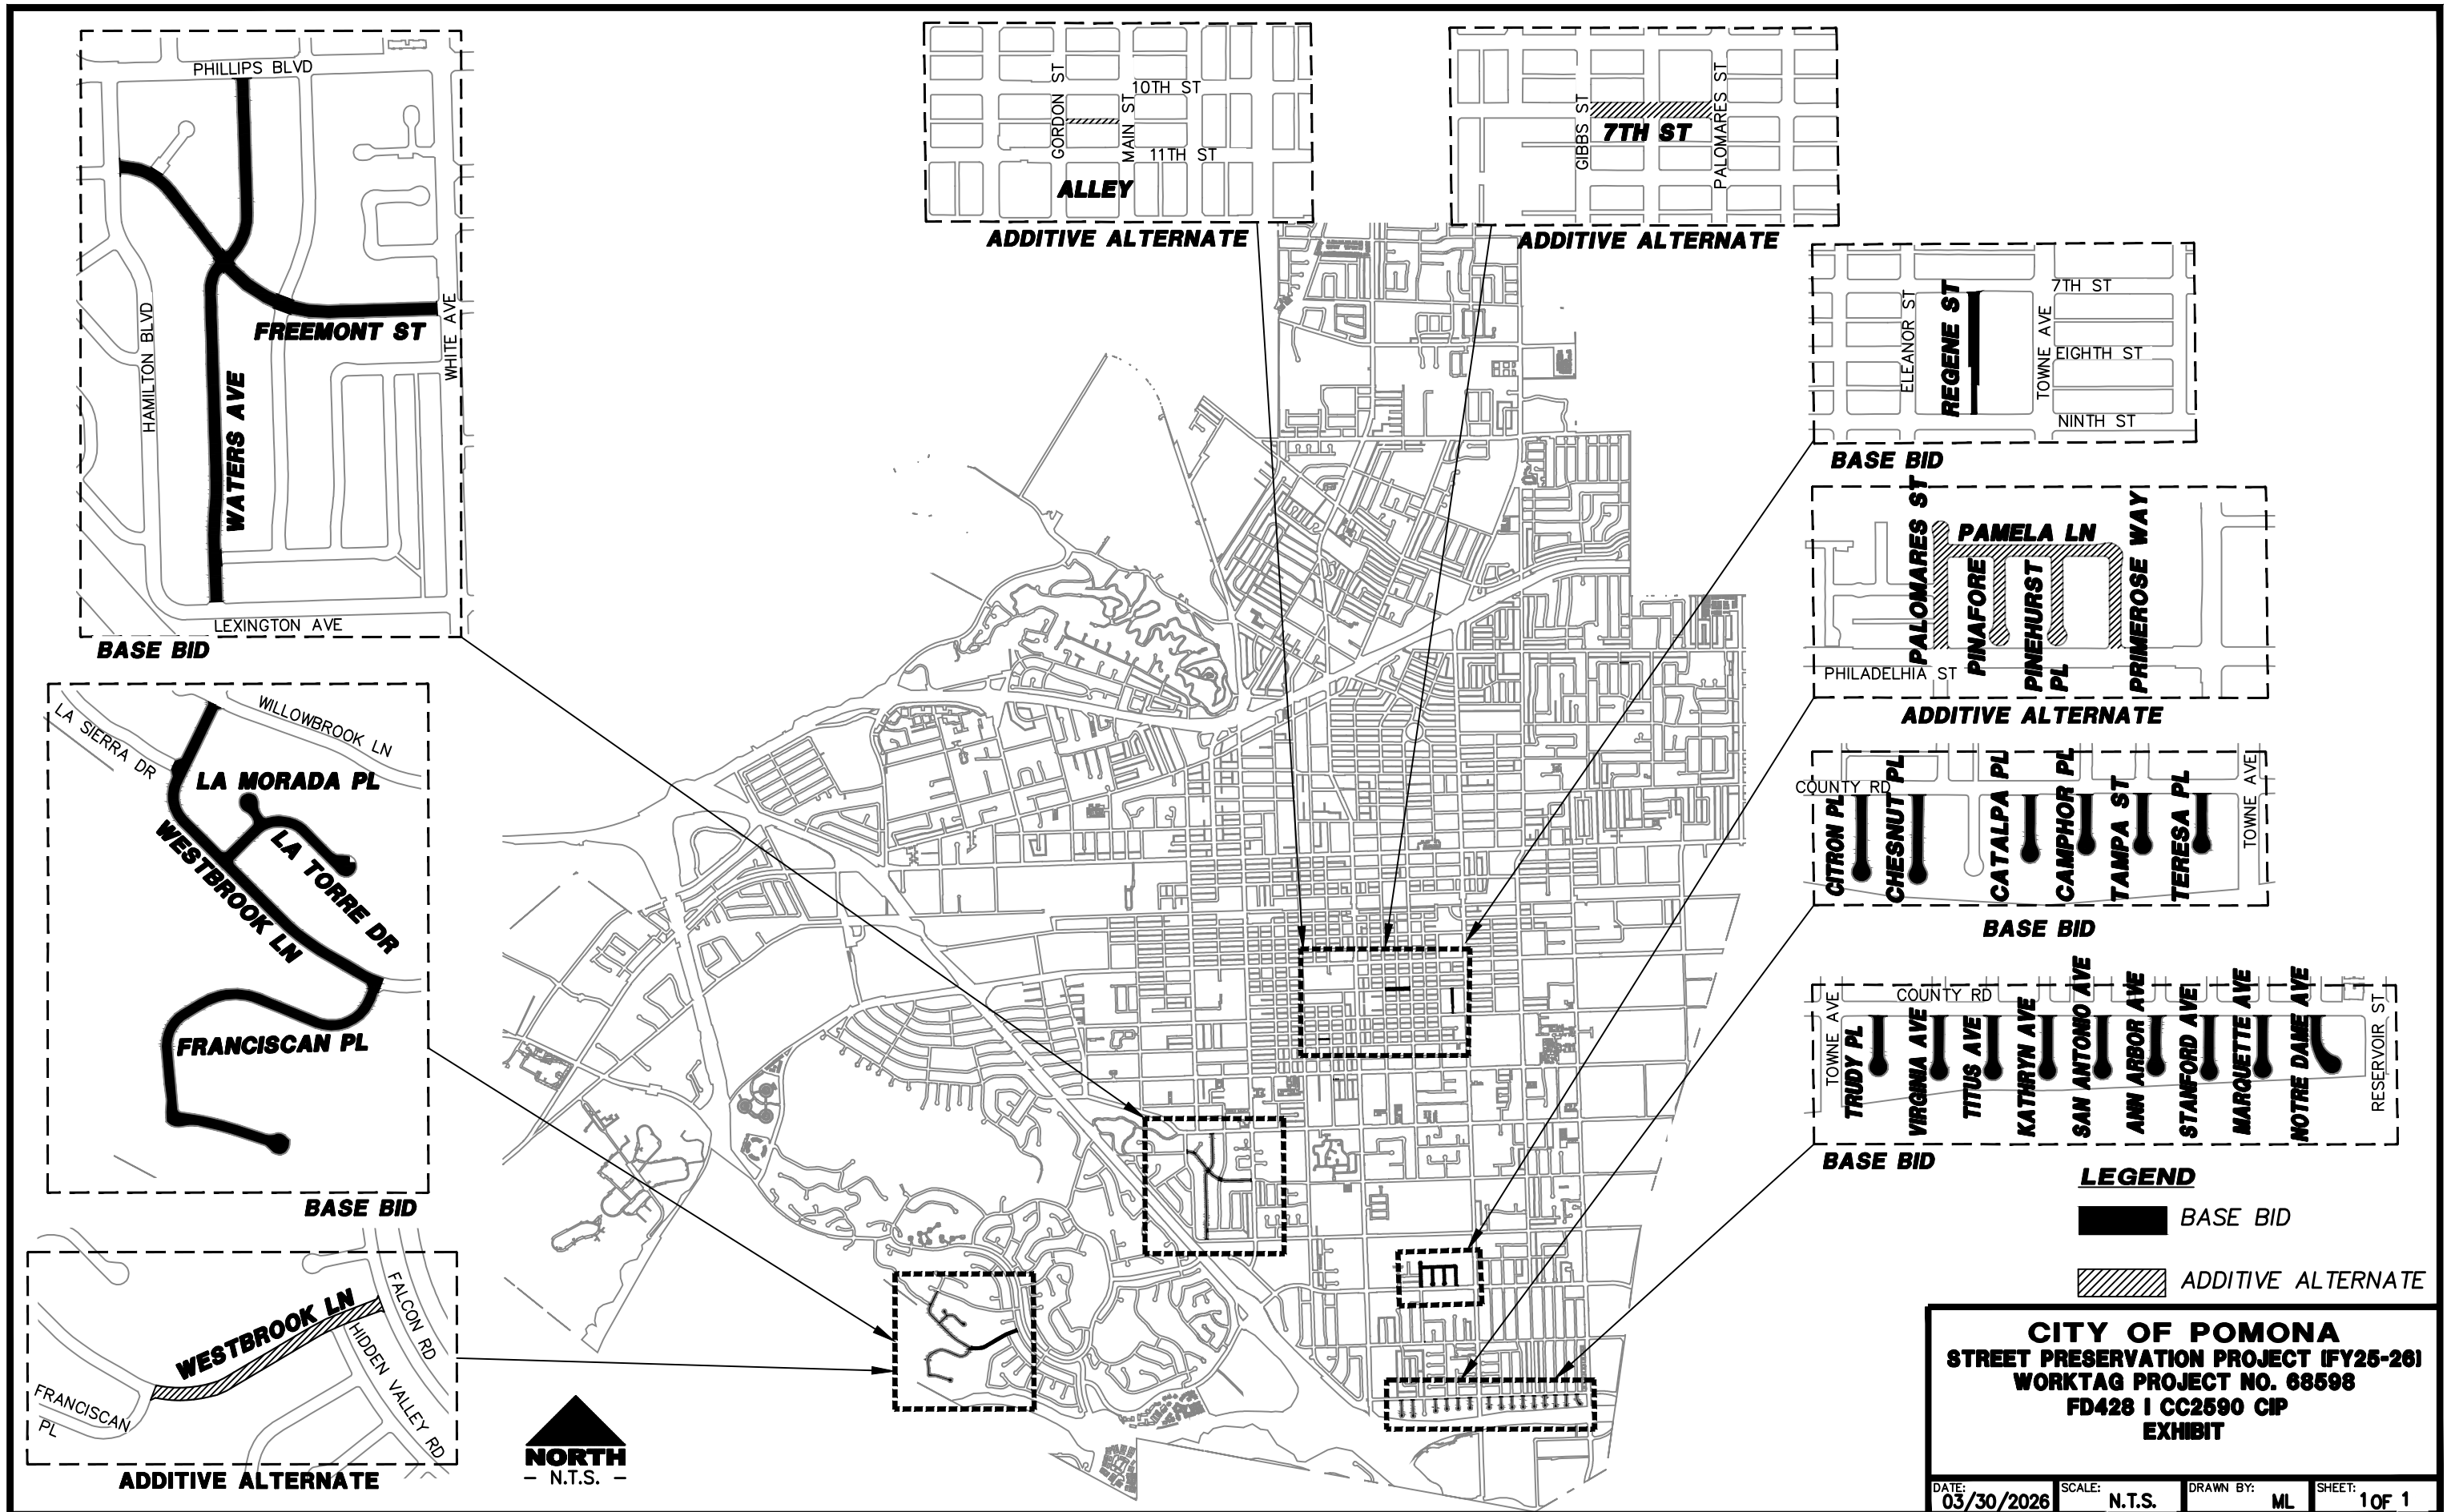 PHILLIPS BLVD
HAMILTON BLVD
FREEMONT ST
WHITE AVE
WATERS AVE
LEXINGTON AVE
BASE BID
LA SIERRA DR
WILLOWBROOK LN
LA MORADA PL
LA TORRE DR
WESTBROOK LN
FRANCISCAN PL
BASE BID
WESTBROOK LN
FALCON RD
HIDDEN VALLEY RD
FRANCISCAN
PL
ADDITIVE ALTERNATE
NORTH
- N.T.S. -
GORDON ST
MAIN ST
10TH ST
11TH ST
ALLEY
ADDITIVE ALTERNATE
GIBBS ST
7TH ST
PALOMARES ST
ADDITIVE ALTERNATE
ELEANOR ST
REGENE ST
TOWNE AVE
7TH ST
EIGHTH ST
NINTH ST
BASE BID
PALOMARES ST
PAMELA LN
PINAFORE
PINEHURST
PL
PRIMEROSE WAY
PHILADELHIA ST
ADDITIVE ALTERNATE
COUNTY RD
CITRON PL
CHESNUT PL
CATALPA PL
CAMPHOR PL
TAMPA ST
TERESA PL
TOWNE AVE
BASE BID
TOWNE AVE
COUNTY RD
TRUDY PL
VIRGINIA AVE
TITUS AVE
KATHRYN AVE
SAN ANTONIO AVE
ANN ARBOR AVE
STANFORD AVE
MARQUETTE AVE
NOTRE DAME AVE
RESERVOIR ST
BASE BID
LEGEND
BASE BID
ADDITIVE ALTERNATE
CITY OF POMONA
STREET PRESERVATION PROJECT (FY25-26)
WORKTAG PROJECT NO. 68598
FD428 | CC2590 CIP
EXHIBIT
DATE: 03/30/2026
SCALE: N.T.S.
DRAWN BY: ML
SHEET: 1 OF 1